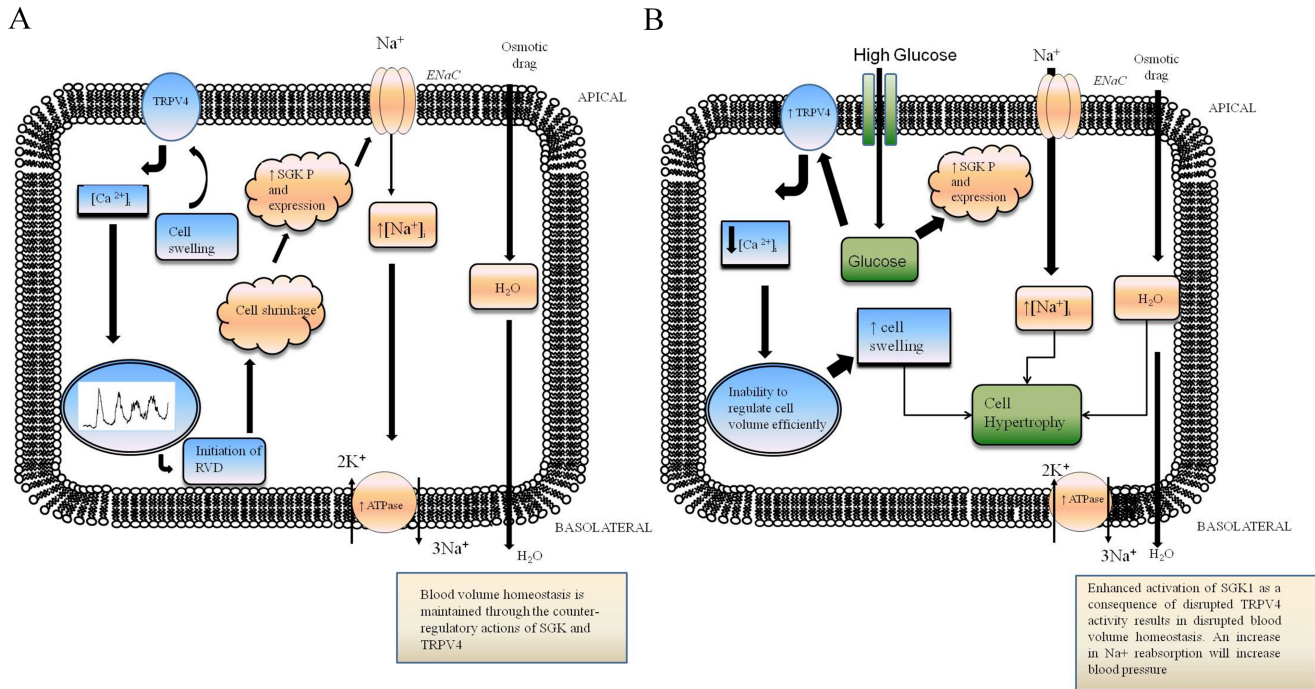 A
Na⁺
Osmotic
drag
ENaC
APICAL
TRPV4
↑ SGK P
and
expression
[Ca ²⁺]ᵢ
Cell
swelling
↑[Na⁺]ᵢ
H₂O
Cell shrinkage
Initiation of
RVD
2K⁺
↑ ATPase
BASOLATERAL
3Na⁺
H₂O
Blood volume homeostasis is
maintained through the counter-
regulatory actions of SGK and
TRPV4
B
High Glucose
Na⁺
Osmotic
drag
ENaC
APICAL
↑ TRPV4
↑ SGK P
and
expression
↓ [Ca ²⁺]ᵢ
Glucose
↑[Na⁺]ᵢ
H₂O
↑ cell
swelling
Inability to
regulate cell
volume efficiently
Cell
Hypertrophy
2K⁺
↑ ATPase
BASOLATERAL
3Na⁺
H₂O
Enhanced activation of SGK1 as a
consequence of disrupted TRPV4
activity results in disrupted blood
volume homeostasis. An increase
in Na+ reabsorption will increase
blood pressure